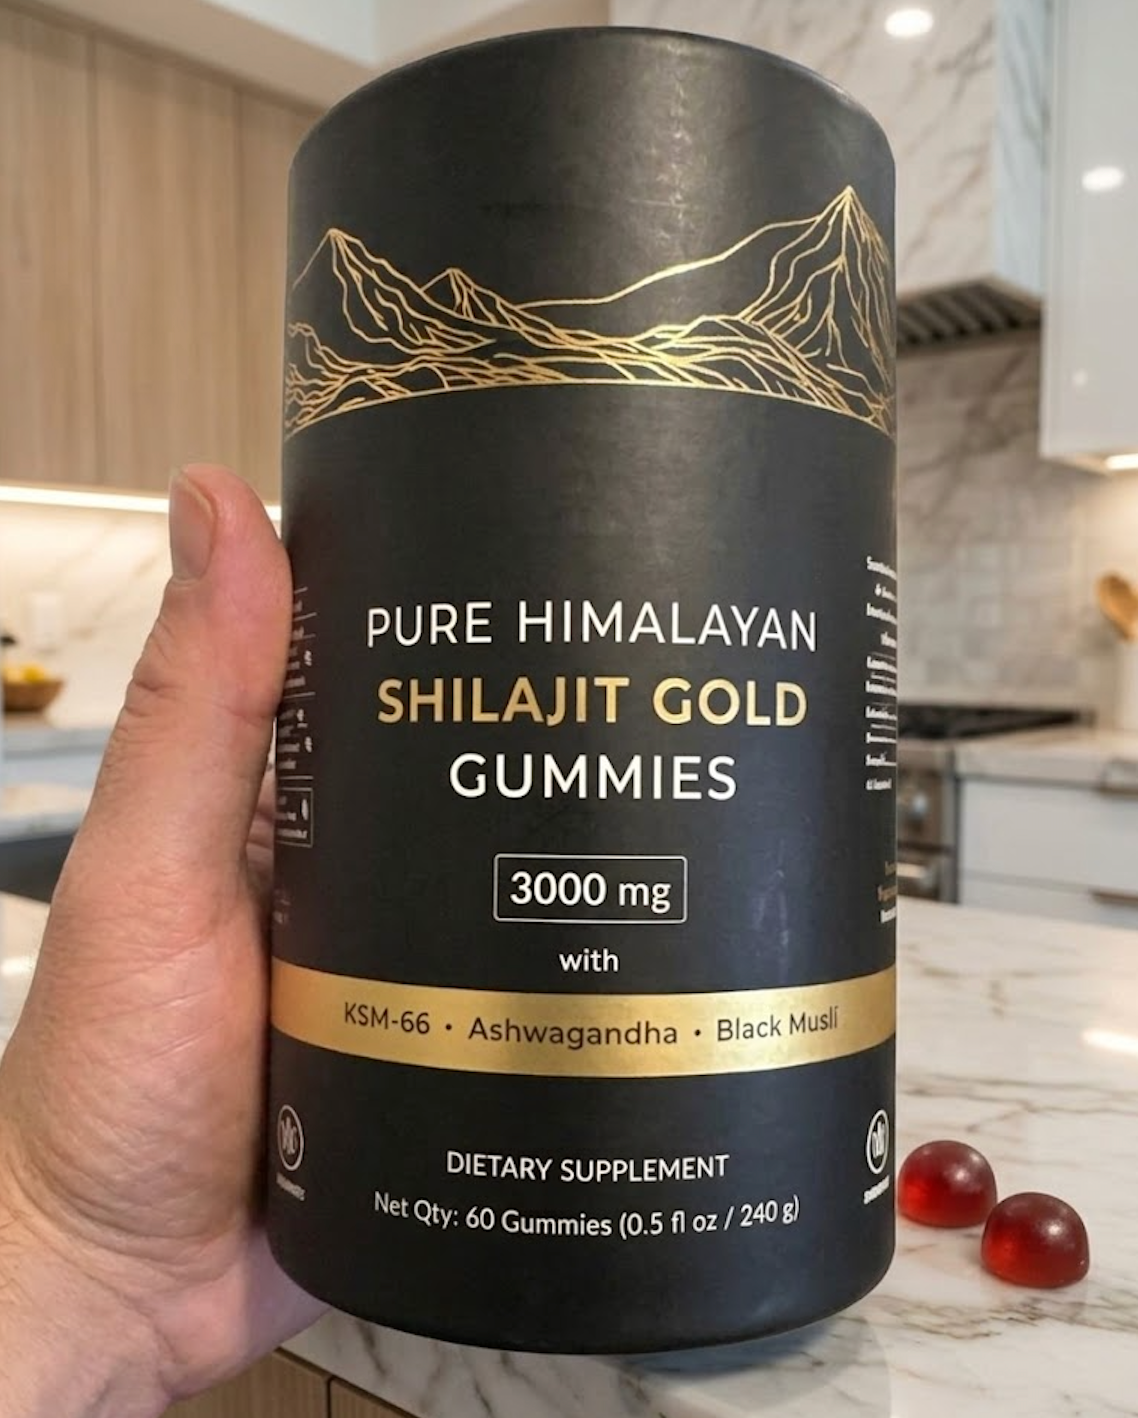 PURE HIMALAYAN
SHILAJIT GOLD
GUMMIES
3000 mg
with
KSM-66 • Ashwagandha • Black Musli
DIETARY SUPPLEMENT
Net Qty: 60 Gummies (0.5 fl oz / 240 g)